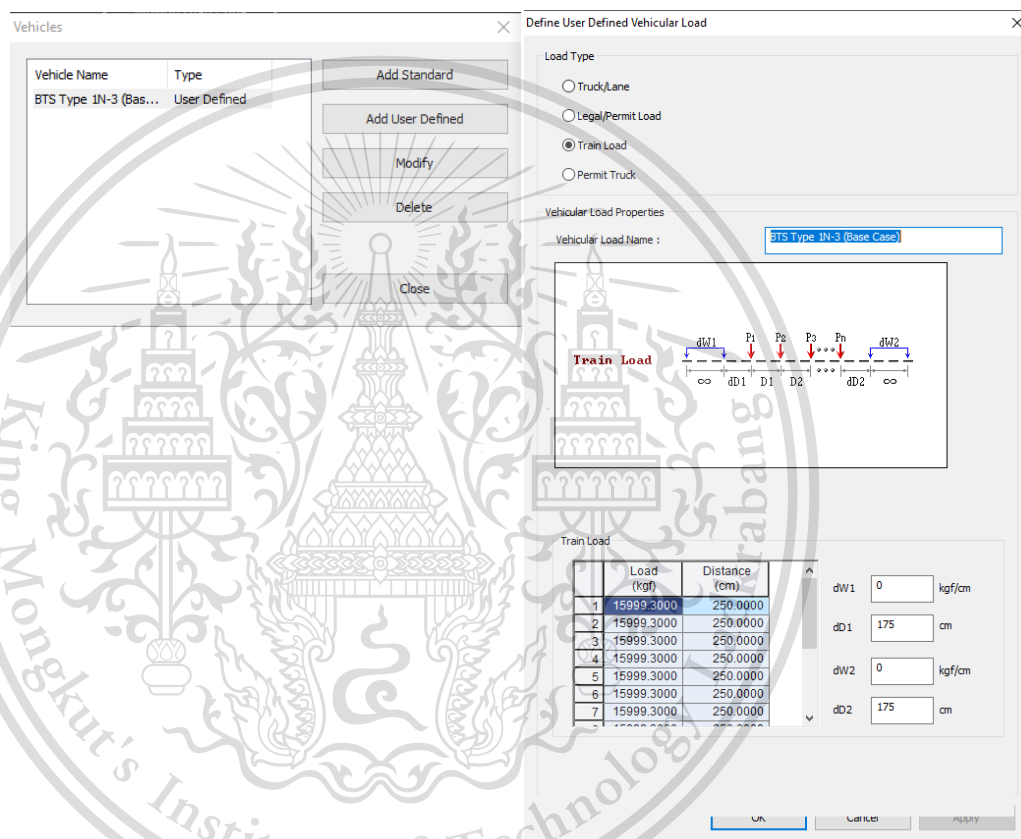 Vehicles
Vehicle Name Type
BTS Type 1N-3 (Bas... User Defined
Add Standard
Add User Defined
Modify
Delete
Close
Define User Defined Vehicular Load
Load Type
Truck/Lane
Legal/Permit Load
Train Load
Permit Truck
Vehicular Load Properties
Vehicular Load Name : BTS Type 1N-3 (Base Case)
Train Load
dW1 P1 P2 P3 Pn dW2
∞ dD1 D1 D2 dD2 ∞
Train Load
Load (kgf) Distance (cm)
1 15999.3000 250.0000
2 15999.3000 250.0000
3 15999.3000 250.0000
4 15999.3000 250.0000
5 15999.3000 250.0000
6 15999.3000 250.0000
7 15999.3000 250.0000
dW1 0 kgf/cm
dD1 175 cm
dW2 0 kgf/cm
dD2 175 cm
OK Cancel Apply
King Mongkut's Institute of Technology Ladkrabang